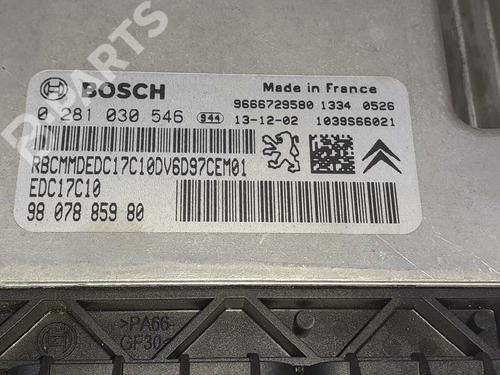 BOSCH
Made in France
0 281 030 546 944
9666729580 1334 0526
13-12-02 1039S66021
RBCMMDEDC17C10DV6D97CEM01
EDC17C10
98 078 859 80
>PA66-
GF30<
PARTS